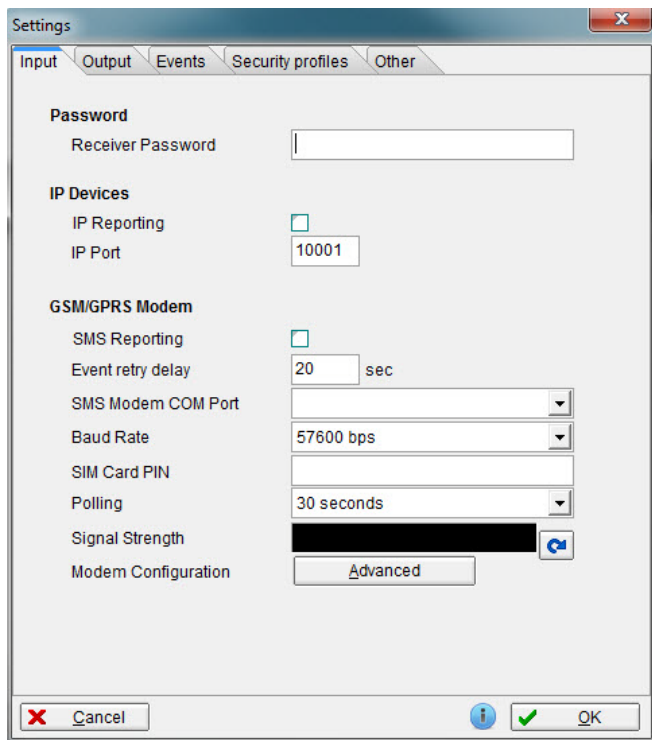 Settings
Input Output Events Security profiles Other
Password
Receiver Password
IP Devices
IP Reporting
IP Port 10001
GSM/GPRS Modem
SMS Reporting
Event retry delay 20 sec
SMS Modem COM Port
Baud Rate 57600 bps
SIM Card PIN
Polling 30 seconds
Signal Strength
Modem Configuration Advanced
Cancel OK